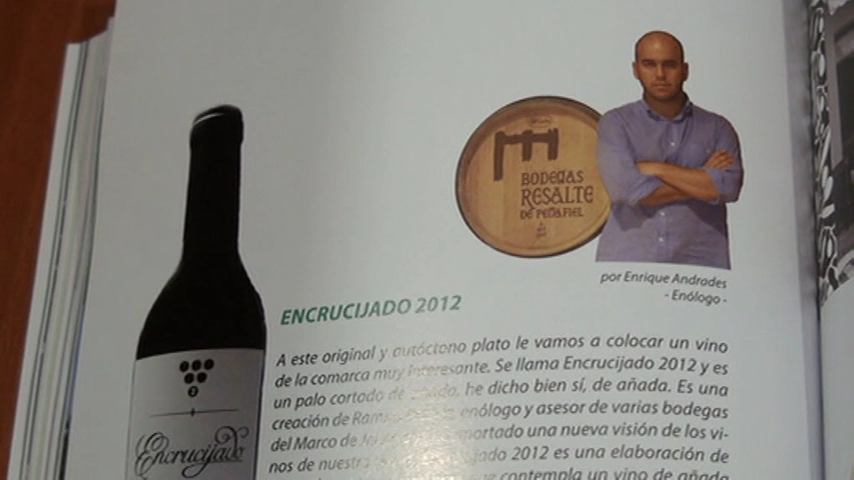 BODEGAS
RESALTE
DE PEÑAFIEL
por Enrique Andrades
- Enólogo -
ENCRUCIJADO 2012
A este original y autóctono plato le vamos a colocar un vino
de la comarca muy interesante. Se llama Encrucijado 2012 y es
un palo cortado de añada, he dicho bien sí, de añada. Es una
creación de enólogo y asesor de varias bodegas
del Marco de una nueva visión de los vi-
nos de 2012 es una elaboración de
contempla un vino de añada
2
Encrucijado